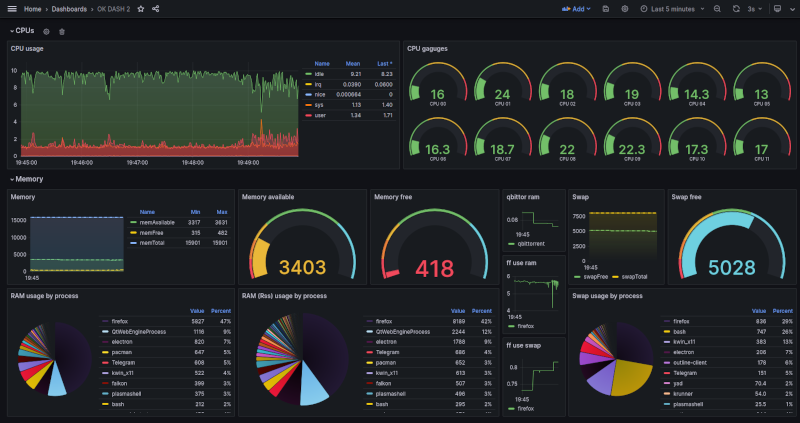 Home › Dashboards › OK DASH 2
Add
Last 5 minutes
3s
CPUs
CPU usage
10
8
6
4
2
0
19:45:00 19:46:00 19:47:00 19:48:00 19:49:00
Name Mean Last *
idle 9.21 8.23
irq 0.0390 0.0600
nice 0.000664 0
sys 1.13 1.40
user 1.34 1.71
CPU gaguges
16 24 18 19 14.3 13
CPU 00 CPU 01 CPU 02 CPU 03 CPU 04 CPU 05
16.3 18.7 22 22.3 17.3 17
CPU 06 CPU 07 CPU 08 CPU 09 CPU 10 CPU 11
Memory
Memory
15000
10000
5000
0
19:45
Name Min Max
memAvailable 3317 3631
memFree 315 482
memTotal 15901 15901
Memory available
3403
Memory free
418
qbittor ram
0.08
19:45
qbittorrent
Swap
7500
5000
2500
0
19:45
swapFree swapTotal
Swap free
5028
ff use ram
6
4
2
19:45
firefox
RAM usage by process
Value Percent
firefox 5827 47%
QtWebEngineProcess 1116 9%
electron 820 7%
pacman 647 5%
Telegram 608 5%
kwin_x11 522 4%
falkon 399 3%
plasmashell 375 3%
bash 312 2%
RAM (Rss) usage by process
Value Percent
firefox 8189 42%
QtWebEngineProcess 2244 12%
electron 1788 9%
Telegram 686 4%
pacman 652 3%
kwin_x11 613 3%
falkon 507 3%
plasmashell 496 3%
bash 295 2%
ff use swap
0.8
0.75
19:45
firefox
Swap usage by process
Value Percent
firefox 836 29%
bash 747 26%
kwin_x11 383 13%
electron 206 7%
outline-client 178 6%
Telegram 151 5%
yad 70.4 2%
krunner 54.0 2%
plasmashell 25.5 1%